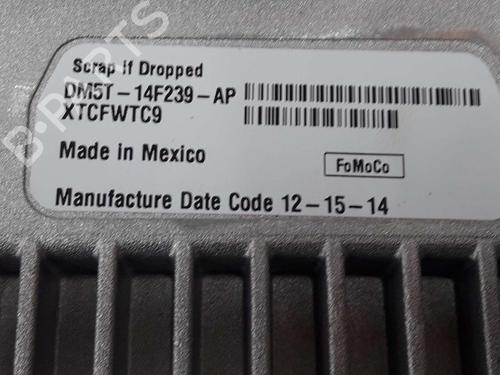 Scrap if Dropped
DM5T-14F239-AP
XTCFWTC9
Made in Mexico
FoMoCo
Manufacture Date Code 12-15-14
B-PARTS